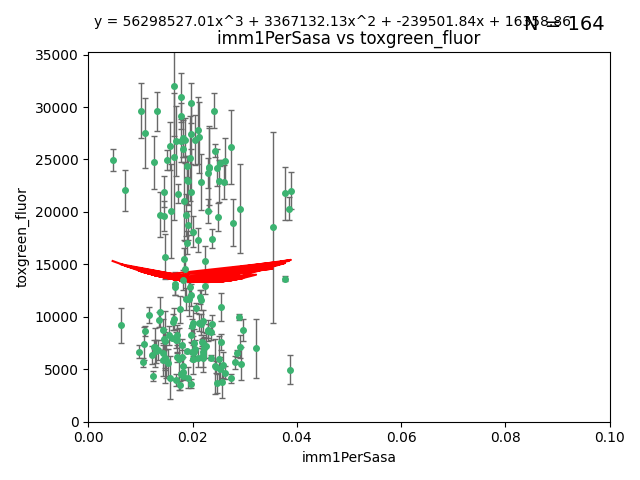 y = 56298527.01x^3 + 3367132.13x^2 + -239501.84x + 16358.86
N = 164
imm1PerSasa vs toxgreen_fluor
35000
30000
25000
20000
15000
10000
5000
0
toxgreen_fluor
0.00 0.02 0.04 0.06 0.08 0.10
imm1PerSasa